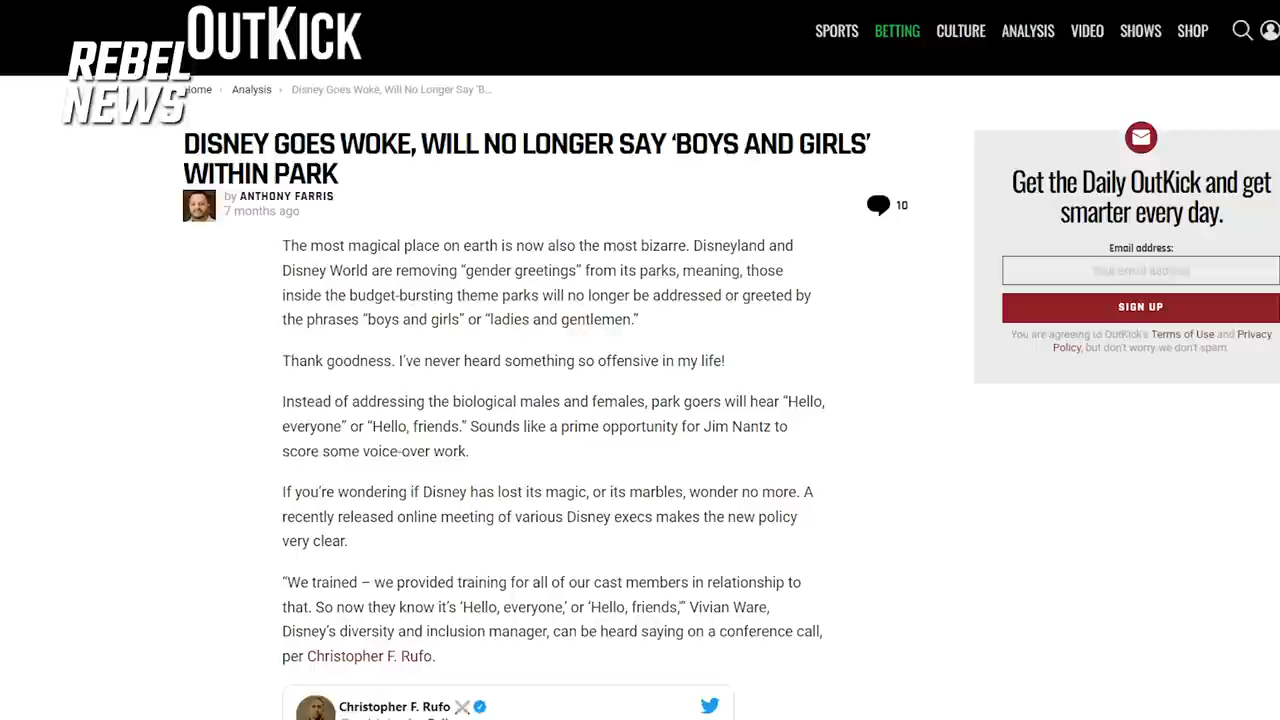 OUTKICK
SPORTS BETTING CULTURE ANALYSIS VIDEO SHOWS SHOP
REBEL NEWS
Home › Analysis › Disney Goes Woke, Will No Longer Say 'B...
DISNEY GOES WOKE, WILL NO LONGER SAY ‘BOYS AND GIRLS’
WITHIN PARK
by ANTHONY FARRIS
7 months ago
10
The most magical place on earth is now also the most bizarre. Disneyland and
Disney World are removing “gender greetings” from its parks, meaning, those
inside the budget-bursting theme parks will no longer be addressed or greeted by
the phrases “boys and girls” or “ladies and gentlemen.”
Thank goodness. I’ve never heard something so offensive in my life!
Instead of addressing the biological males and females, park goers will hear “Hello,
everyone” or “Hello, friends.” Sounds like a prime opportunity for Jim Nantz to
score some voice-over work.
If you’re wondering if Disney has lost its magic, or its marbles, wonder no more. A
recently released online meeting of various Disney execs makes the new policy
very clear.
“We trained – we provided training for all of our cast members in relationship to
that. So now they know it’s ‘Hello, everyone,’ or ‘Hello, friends,’” Vivian Ware,
Disney’s diversity and inclusion manager, can be heard saying on a conference call,
per Christopher F. Rufo.
Christopher F. Rufo
Get the Daily OutKick and get
smarter every day.
Email address:
Your email address
SIGN UP
You are agreeing to OutKick's Terms of Use and Privacy
Policy, but don't worry we don't spam.